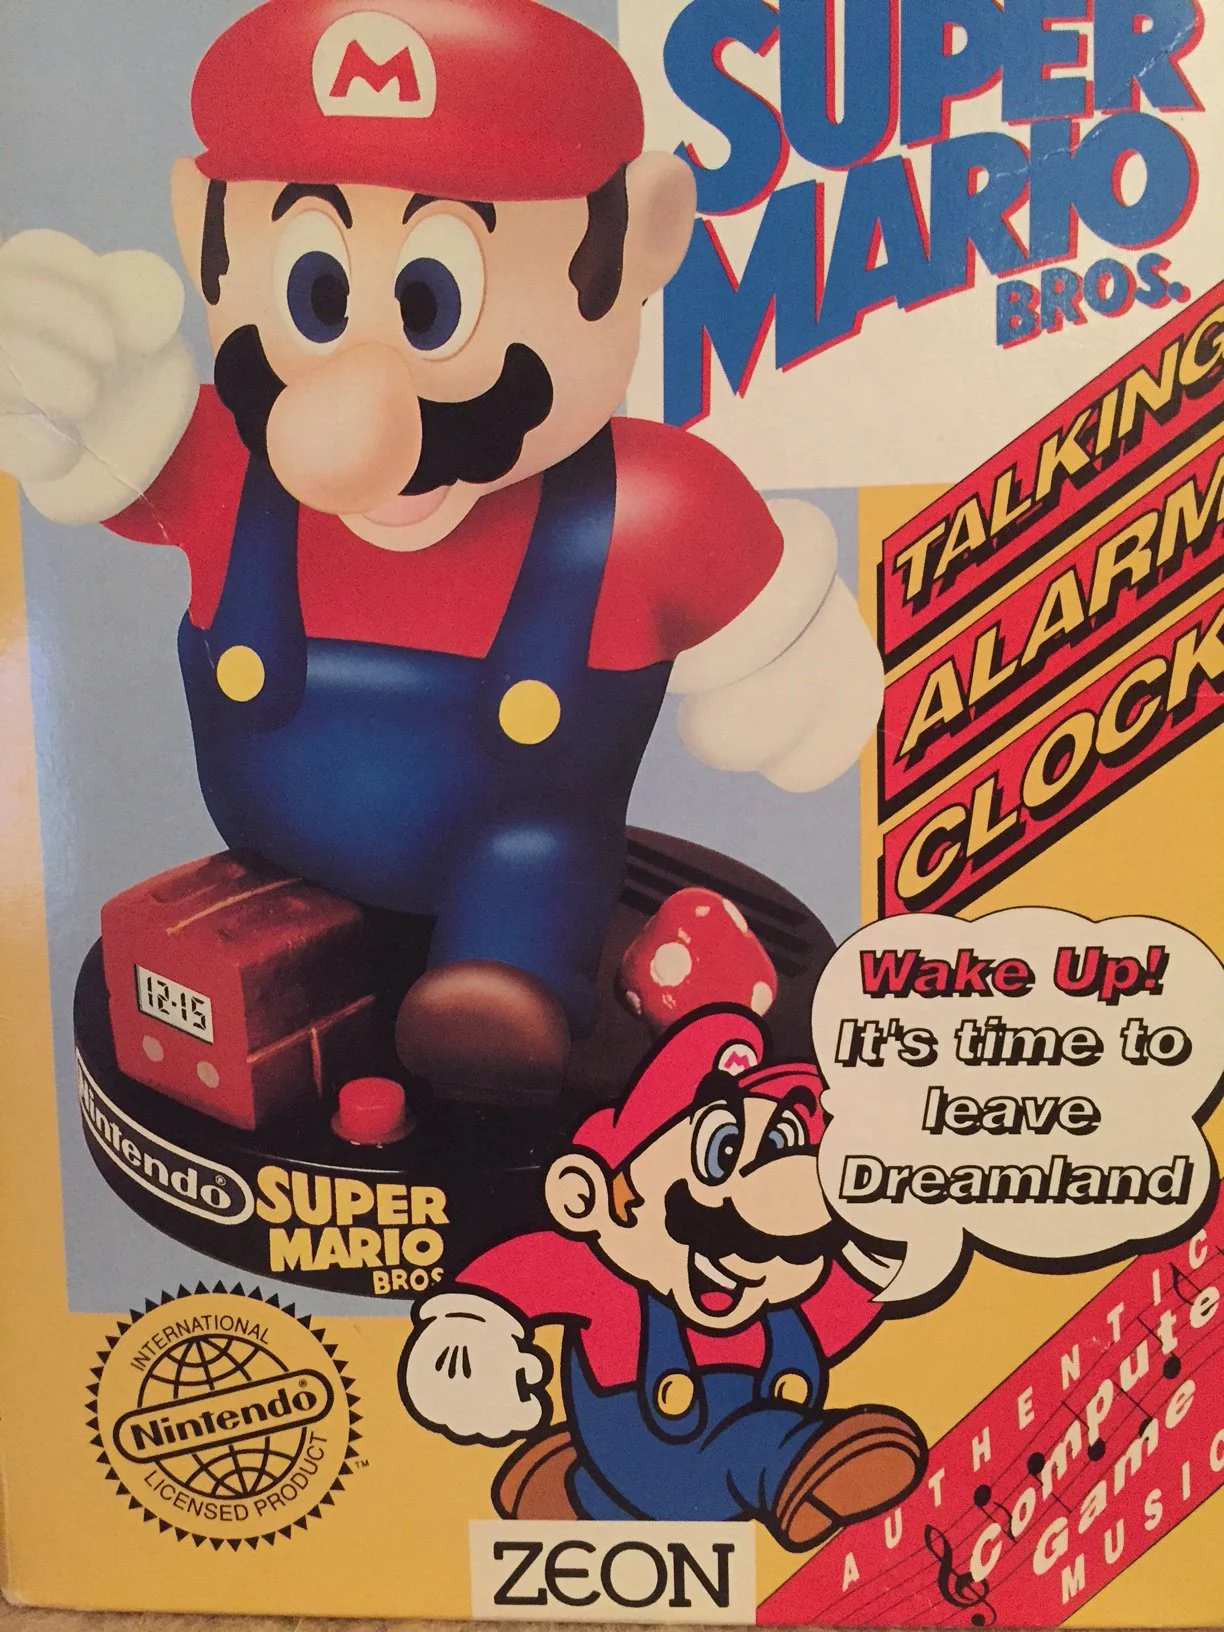 M
SUPER
MARIO
BROS.
TALKING
ALARM
CLOCK
12:15
Nintendo®
SUPER
MARIO
BROS
M
Wake Up!
It's time to
leave
Dreamland
INTERNATIONAL
Nintendo®
LICENSED PRODUCT
TM
AUTHENTIC
Computer
Game
MUSIC
ZEON